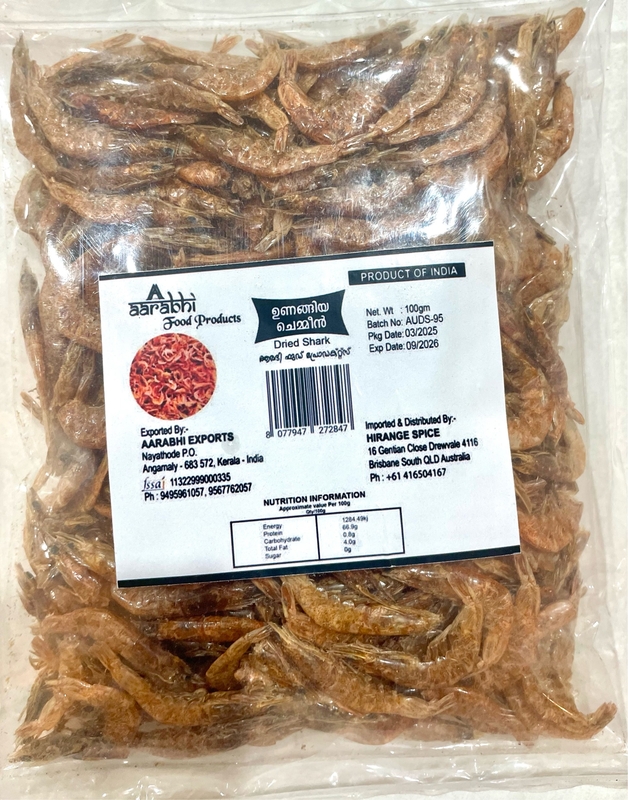 PRODUCT OF INDIA
aarabhi
Food Products
ഉണങ്ങിയ
ചെമ്മീൻ
Dried Shark
ആരഭി ഫുഡ് പ്രോഡക്റ്റ്സ്
Net. Wt : 100gm
Batch No: AUDS-95
Pkg Date: 03/2025
Exp Date: 09/2026
8 077947 272847
Exported By:-
AARABHI EXPORTS
Nayathode P.O.
Angamaly - 683 572, Kerala - India
fssai 11322999000335
Ph : 9495961057, 9567762057
Imported & Distributed By:-
HIRANGE SPICE
16 Gentian Close Drewvale 4116
Brisbane South QLD Australia
Ph : +61 416504167
NUTRITION INFORMATION
Approximate value Per 100g
Qty/100g
Energy 1284.49kj
Protein 66.9g
Carbohydrate 0.8g
Total Fat 4.0g
Sugar 0g